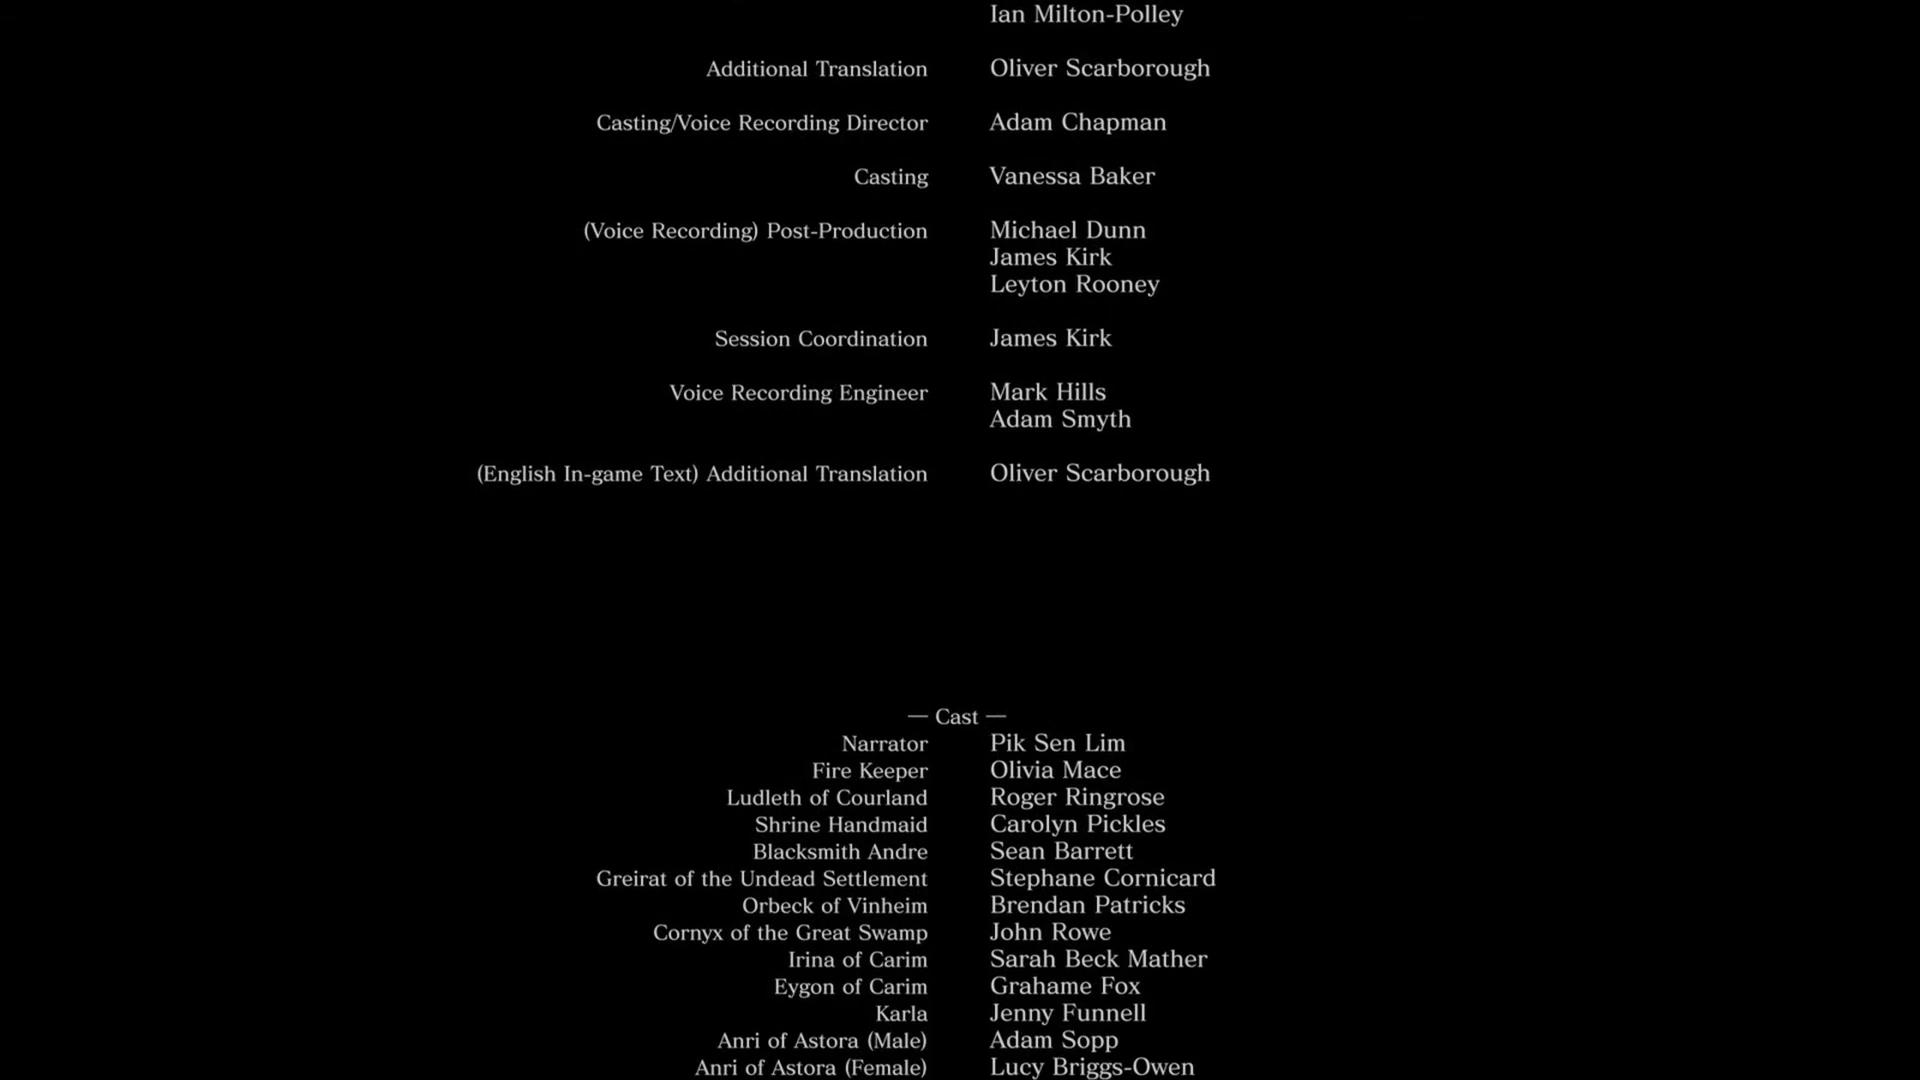 Ian Milton-Polley
Additional Translation Oliver Scarborough
Casting/Voice Recording Director Adam Chapman
Casting Vanessa Baker
(Voice Recording) Post-Production Michael Dunn
James Kirk
Leyton Rooney
Session Coordination James Kirk
Voice Recording Engineer Mark Hills
Adam Smyth
(English In-game Text) Additional Translation Oliver Scarborough
— Cast —
Narrator Pik Sen Lim
Fire Keeper Olivia Mace
Ludleth of Courland Roger Ringrose
Shrine Handmaid Carolyn Pickles
Blacksmith Andre Sean Barrett
Greirat of the Undead Settlement Stephane Cornicard
Orbeck of Vinheim Brendan Patricks
Cornyx of the Great Swamp John Rowe
Irina of Carim Sarah Beck Mather
Eygon of Carim Grahame Fox
Karla Jenny Funnell
Anri of Astora (Male) Adam Sopp
Anri of Astora (Female) Lucy Briggs-Owen